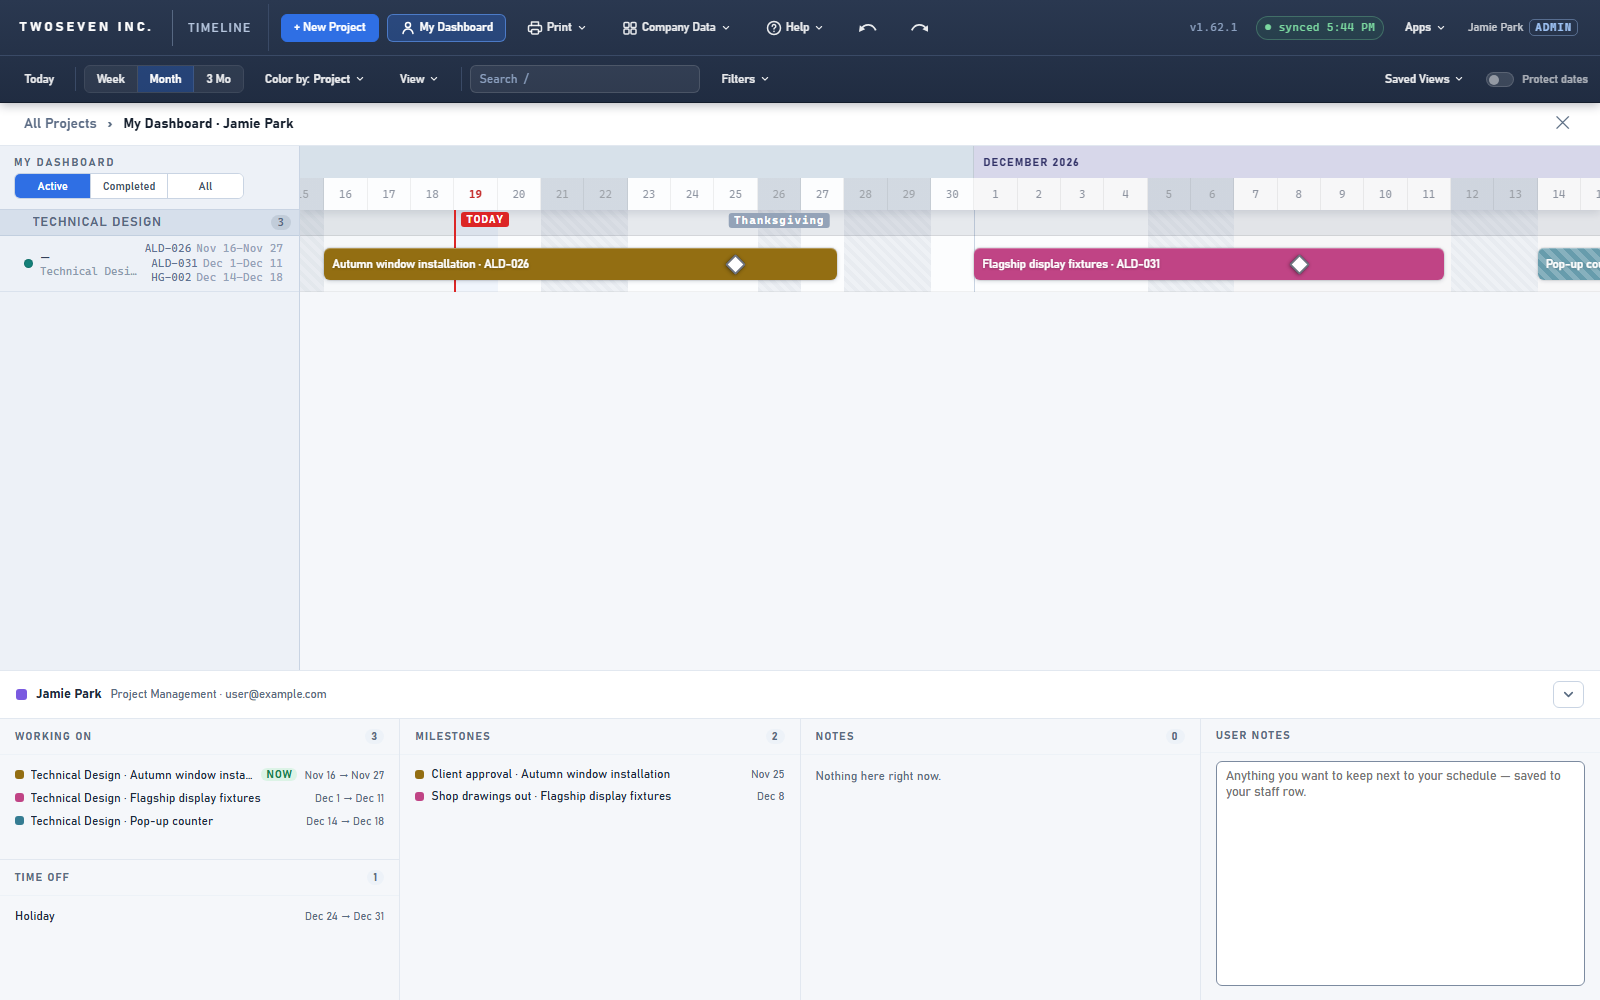 TWOSEVEN INC.
TIMELINE
+ New Project
My Dashboard
Print
Company Data
Help
v1.62.1
synced 5:44 PM
Apps
Jamie Park ADMIN
Today
Week
Month
3 Mo
Color by: Project
View
Search /
Filters
Saved Views
Protect dates
All Projects › My Dashboard · Jamie Park
MY DASHBOARD
Active
Completed
All
DECEMBER 2026
16 17 18 19 20 21 22 23 24 25 26 27 28 29 30 1 2 3 4 5 6 7 8 9 10 11 12 13 14
TECHNICAL DESIGN 3
TODAY
Thanksgiving
—
Technical Desi…
ALD-026 Nov 16–Nov 27
ALD-031 Dec 1–Dec 11
HG-002 Dec 14–Dec 18
Autumn window installation · ALD-026
Flagship display fixtures · ALD-031
Pop-up
Jamie Park Project Management · user@example.com
WORKING ON 3
Technical Design · Autumn window insta… NOW Nov 16 → Nov 27
Technical Design · Flagship display fixtures Dec 1 → Dec 11
Technical Design · Pop-up counter Dec 14 → Dec 18
TIME OFF 1
Holiday Dec 24 → Dec 31
MILESTONES 2
Client approval · Autumn window installation Nov 25
Shop drawings out · Flagship display fixtures Dec 8
NOTES 0
Nothing here right now.
USER NOTES
Anything you want to keep next to your schedule — saved to
your staff row.